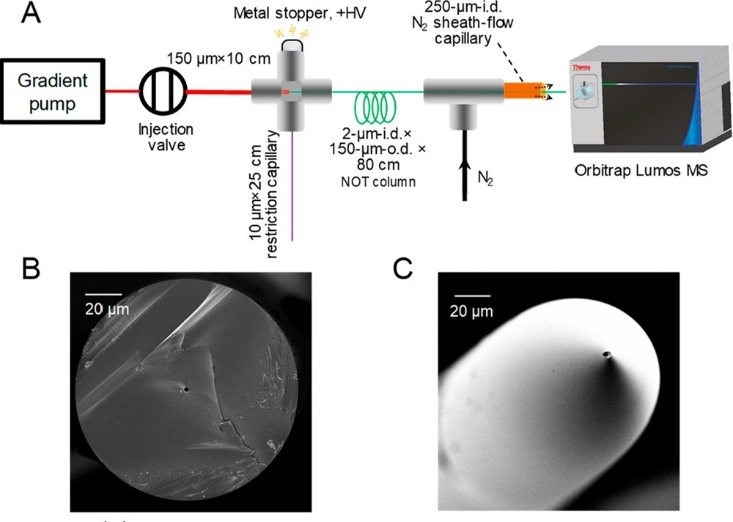 A
Metal stopper, +HV
250-µm-i.d.
N2 sheath-flow
capillary
150 µm×10 cm
Gradient
pump
Injection
valve
Thermo
2-µm-i.d.×
150-µm-o.d. ×
80 cm
NOT column
10 µm×25 cm
restriction capillary
N2
Orbitrap Lumos MS
B
20 µm
C
20 µm